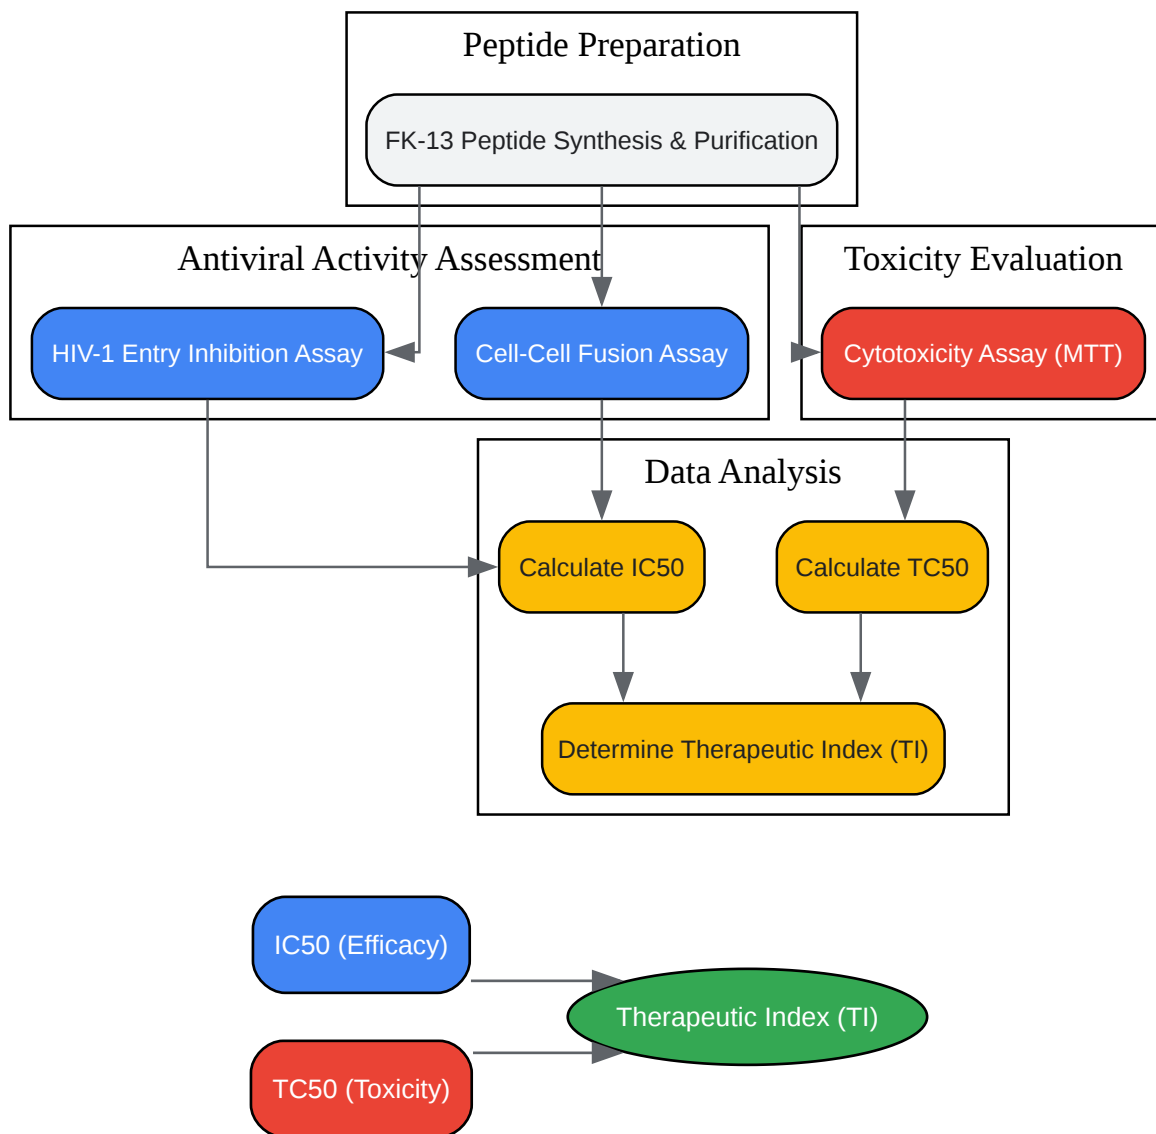 Peptide Preparation
FK-13 Peptide Synthesis & Purification
Antiviral Activity Assessment
Toxicity Evaluation
HIV-1 Entry Inhibition Assay
Cell-Cell Fusion Assay
Cytotoxicity Assay (MTT)
Data Analysis
Calculate IC50
Calculate TC50
Determine Therapeutic Index (TI)
IC50 (Efficacy)
Therapeutic Index (TI)
TC50 (Toxicity)